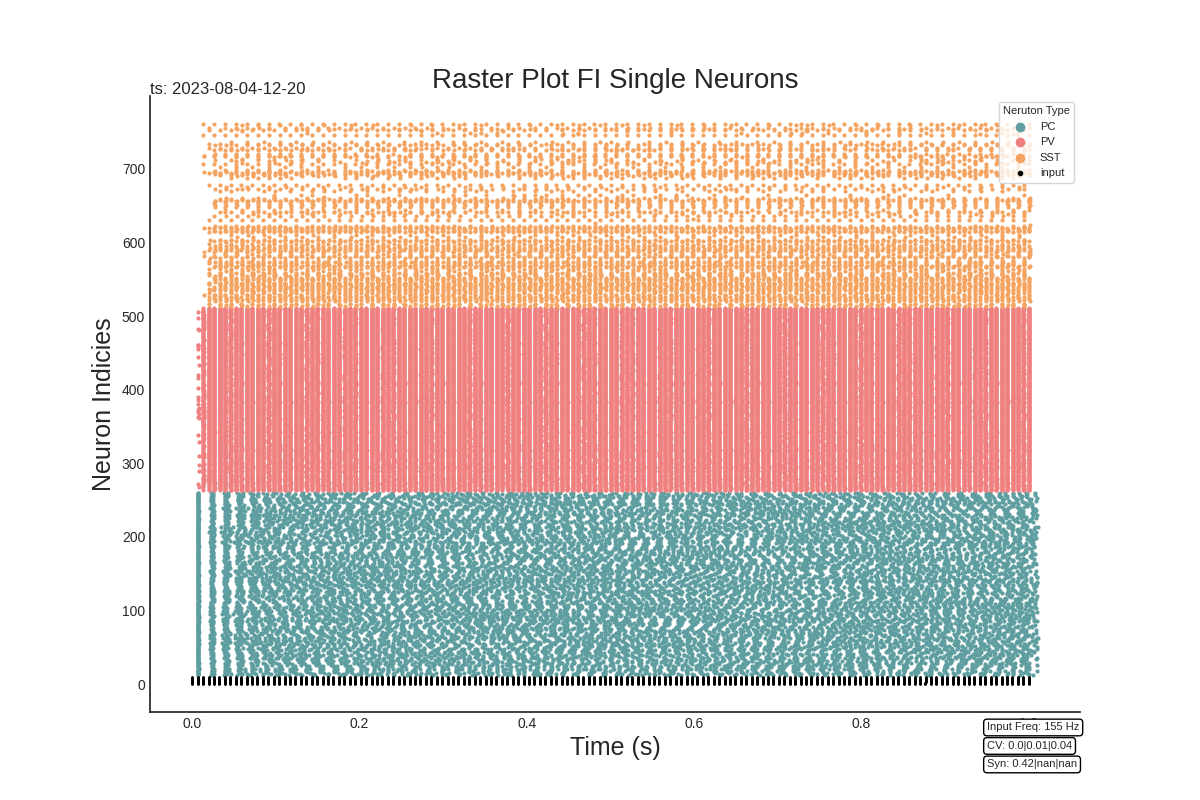 Raster Plot FI Single Neurons
ts: 2023-08-04-12-20
Neruton Type
PC
PV
SST
input
Neuron Indicies
700
600
500
400
300
200
100
0
0.0 0.2 0.4 0.6 0.8
Time (s)
Input Freq: 155 Hz
CV: 0.0|0.01|0.04
Syn: 0.42|nan|nan